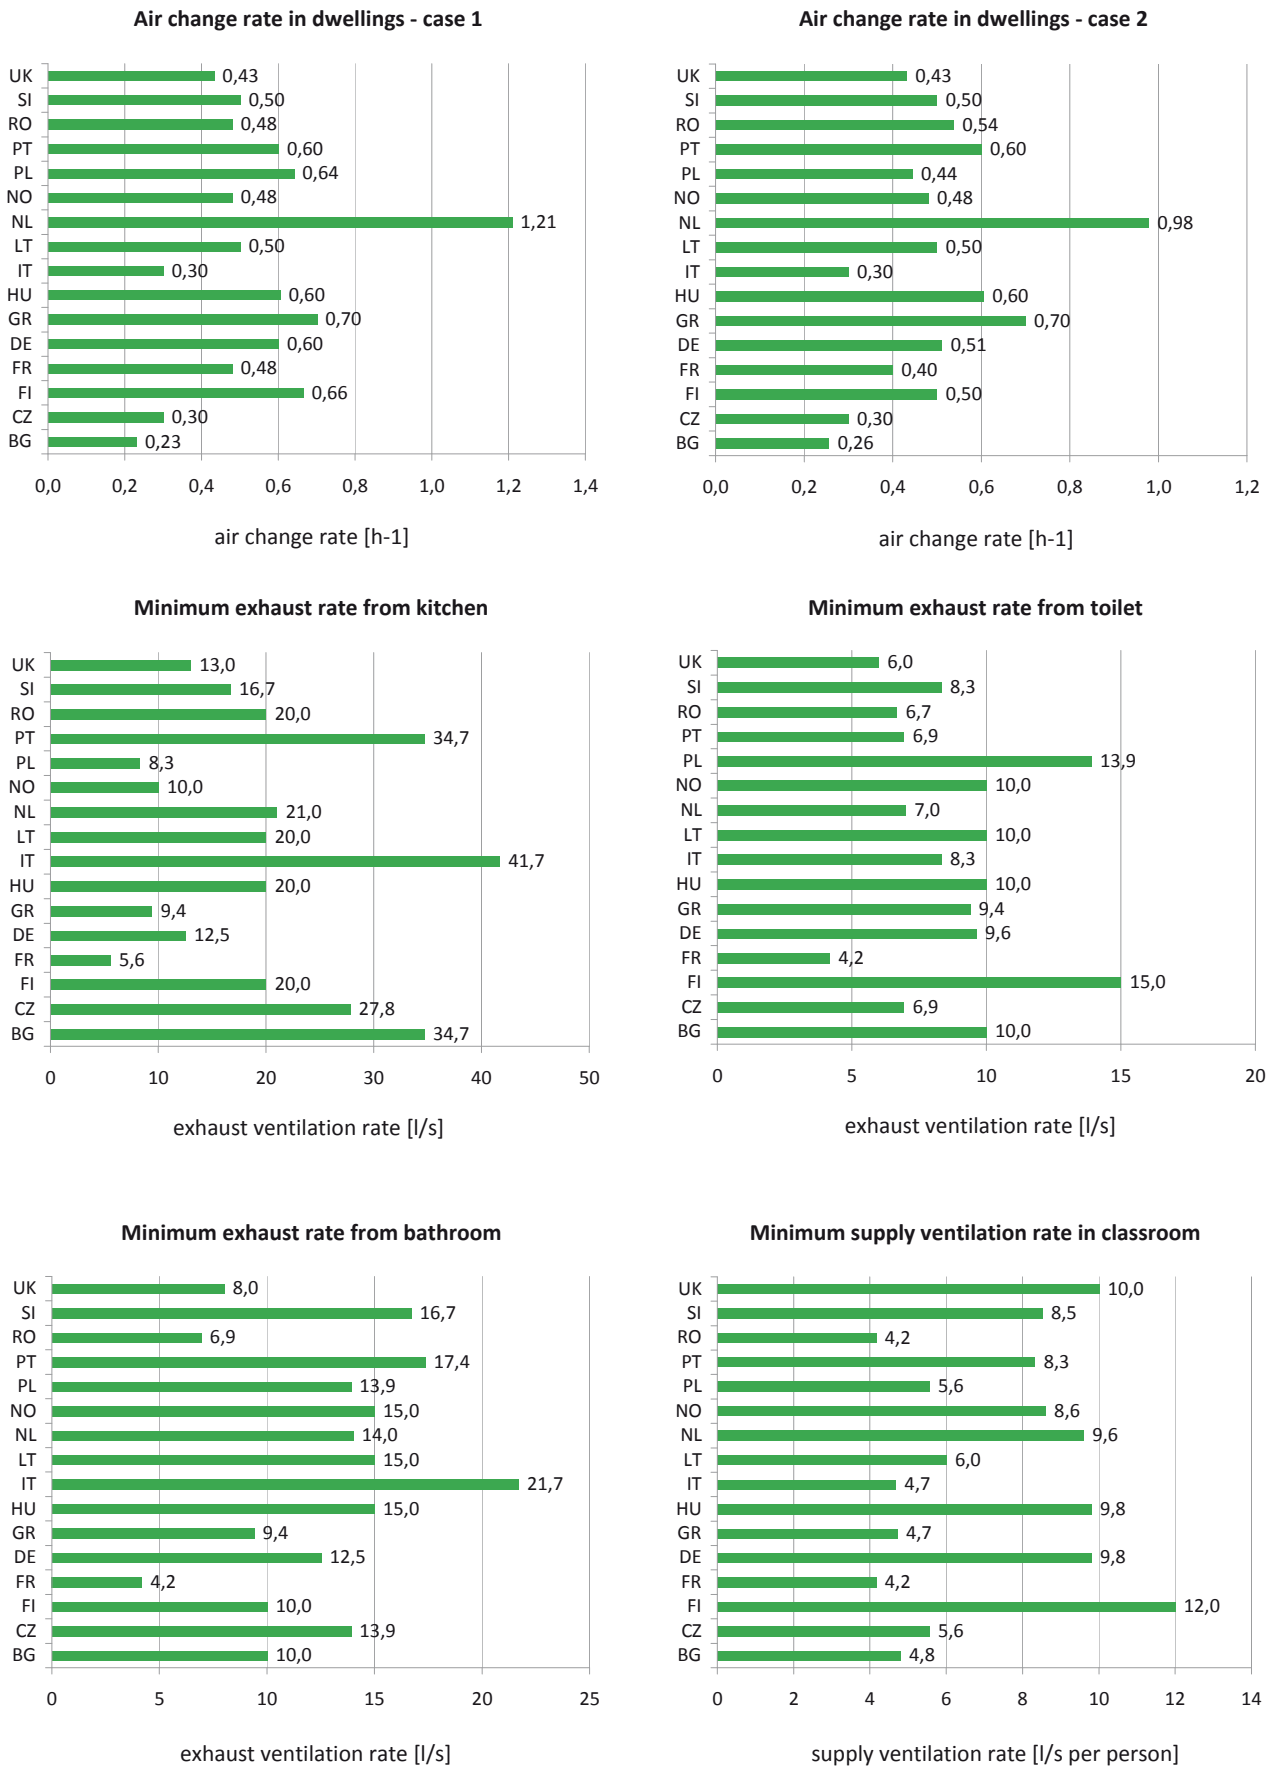 Air change rate in dwellings - case 1
UK 0,43
SI 0,50
RO 0,48
PT 0,60
PL 0,64
NO 0,48
NL 1,21
LT 0,50
IT 0,30
HU 0,60
GR 0,70
DE 0,60
FR 0,48
FI 0,66
CZ 0,30
BG 0,23
0,0 0,2 0,4 0,6 0,8 1,0 1,2 1,4
air change rate [h-1]
Air change rate in dwellings - case 2
UK 0,43
SI 0,50
RO 0,54
PT 0,60
PL 0,44
NO 0,48
NL 0,98
LT 0,50
IT 0,30
HU 0,60
GR 0,70
DE 0,51
FR 0,40
FI 0,50
CZ 0,30
BG 0,26
0,0 0,2 0,4 0,6 0,8 1,0 1,2
air change rate [h-1]
Minimum exhaust rate from kitchen
UK 13,0
SI 16,7
RO 20,0
PT 34,7
PL 8,3
NO 10,0
NL 21,0
LT 20,0
IT 41,7
HU 20,0
GR 9,4
DE 12,5
FR 5,6
FI 20,0
CZ 27,8
BG 34,7
0 10 20 30 40 50
exhaust ventilation rate [l/s]
Minimum exhaust rate from toilet
UK 6,0
SI 8,3
RO 6,7
PT 6,9
PL 13,9
NO 10,0
NL 7,0
LT 10,0
IT 8,3
HU 10,0
GR 9,4
DE 9,6
FR 4,2
FI 15,0
CZ 6,9
BG 10,0
0 5 10 15 20
exhaust ventilation rate [l/s]
Minimum exhaust rate from bathroom
UK 8,0
SI 16,7
RO 6,9
PT 17,4
PL 13,9
NO 15,0
NL 14,0
LT 15,0
IT 21,7
HU 15,0
GR 9,4
DE 12,5
FR 4,2
FI 10,0
CZ 13,9
BG 10,0
0 5 10 15 20 25
exhaust ventilation rate [l/s]
Minimum supply ventilation rate in classroom
UK 10,0
SI 8,5
RO 4,2
PT 8,3
PL 5,6
NO 8,6
NL 9,6
LT 6,0
IT 4,7
HU 9,8
GR 4,7
DE 9,8
FR 4,2
FI 12,0
CZ 5,6
BG 4,8
0 2 4 6 8 10 12 14
supply ventilation rate [l/s per person]